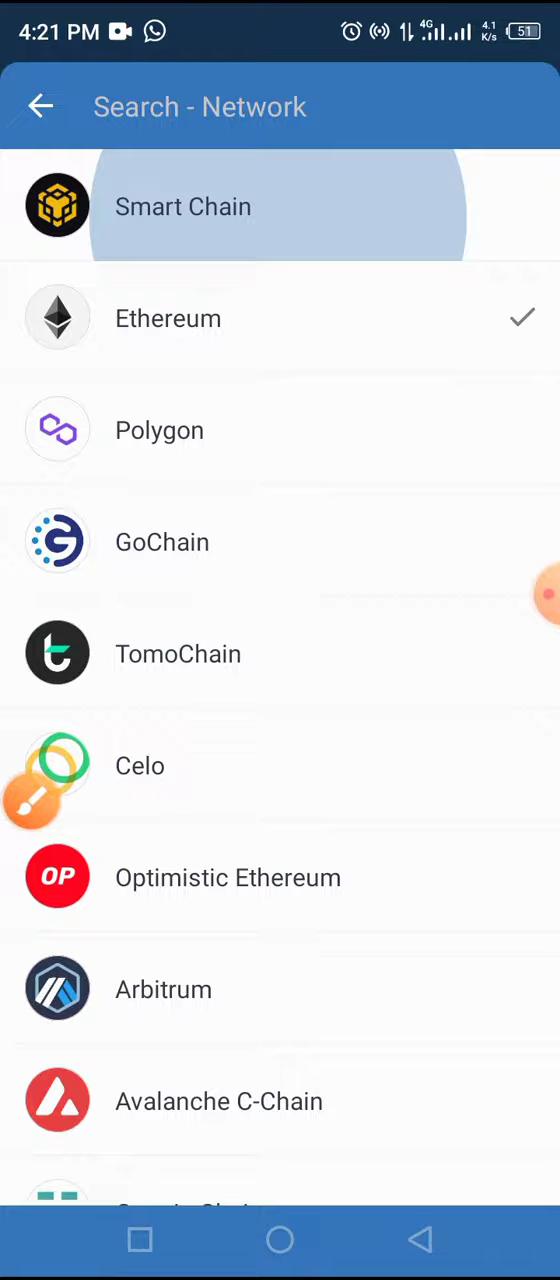 4:21 PM
4G
4.1
K/s
51
Search - Network
Smart Chain
Ethereum
Polygon
GoChain
TomoChain
Celo
OP
Optimistic Ethereum
Arbitrum
Avalanche C-Chain